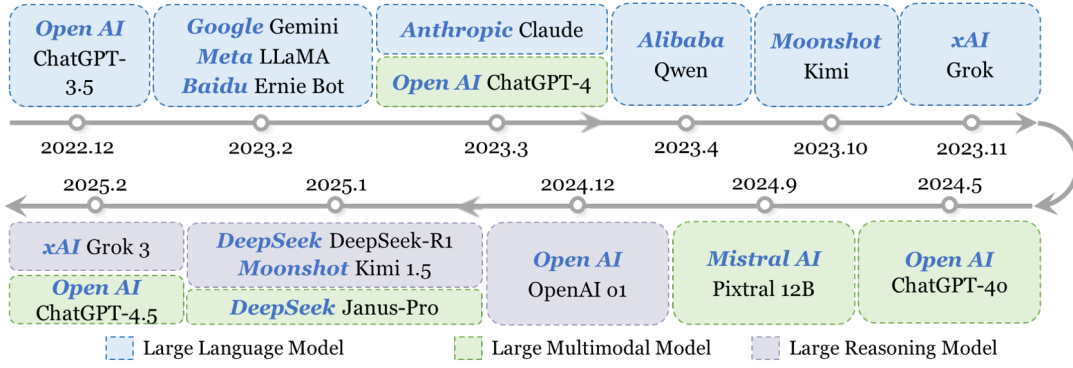 Open AI
ChatGPT-
3.5
Google Gemini
Meta LLaMA
Baidu Ernie Bot
Anthropic Claude
Open AI ChatGPT-4
Alibaba
Qwen
Moonshot
Kimi
xAI
Grok
2022.12
2023.2
2023.3
2023.4
2023.10
2023.11
2025.2
2025.1
2024.12
2024.9
2024.5
xAI Grok 3
Open AI
ChatGPT-4.5
DeepSeek DeepSeek-R1
Moonshot Kimi 1.5
DeepSeek Janus-Pro
Open AI
OpenAI o1
Mistral AI
Pixtral 12B
Open AI
ChatGPT-4o
Large Language Model
Large Multimodal Model
Large Reasoning Model